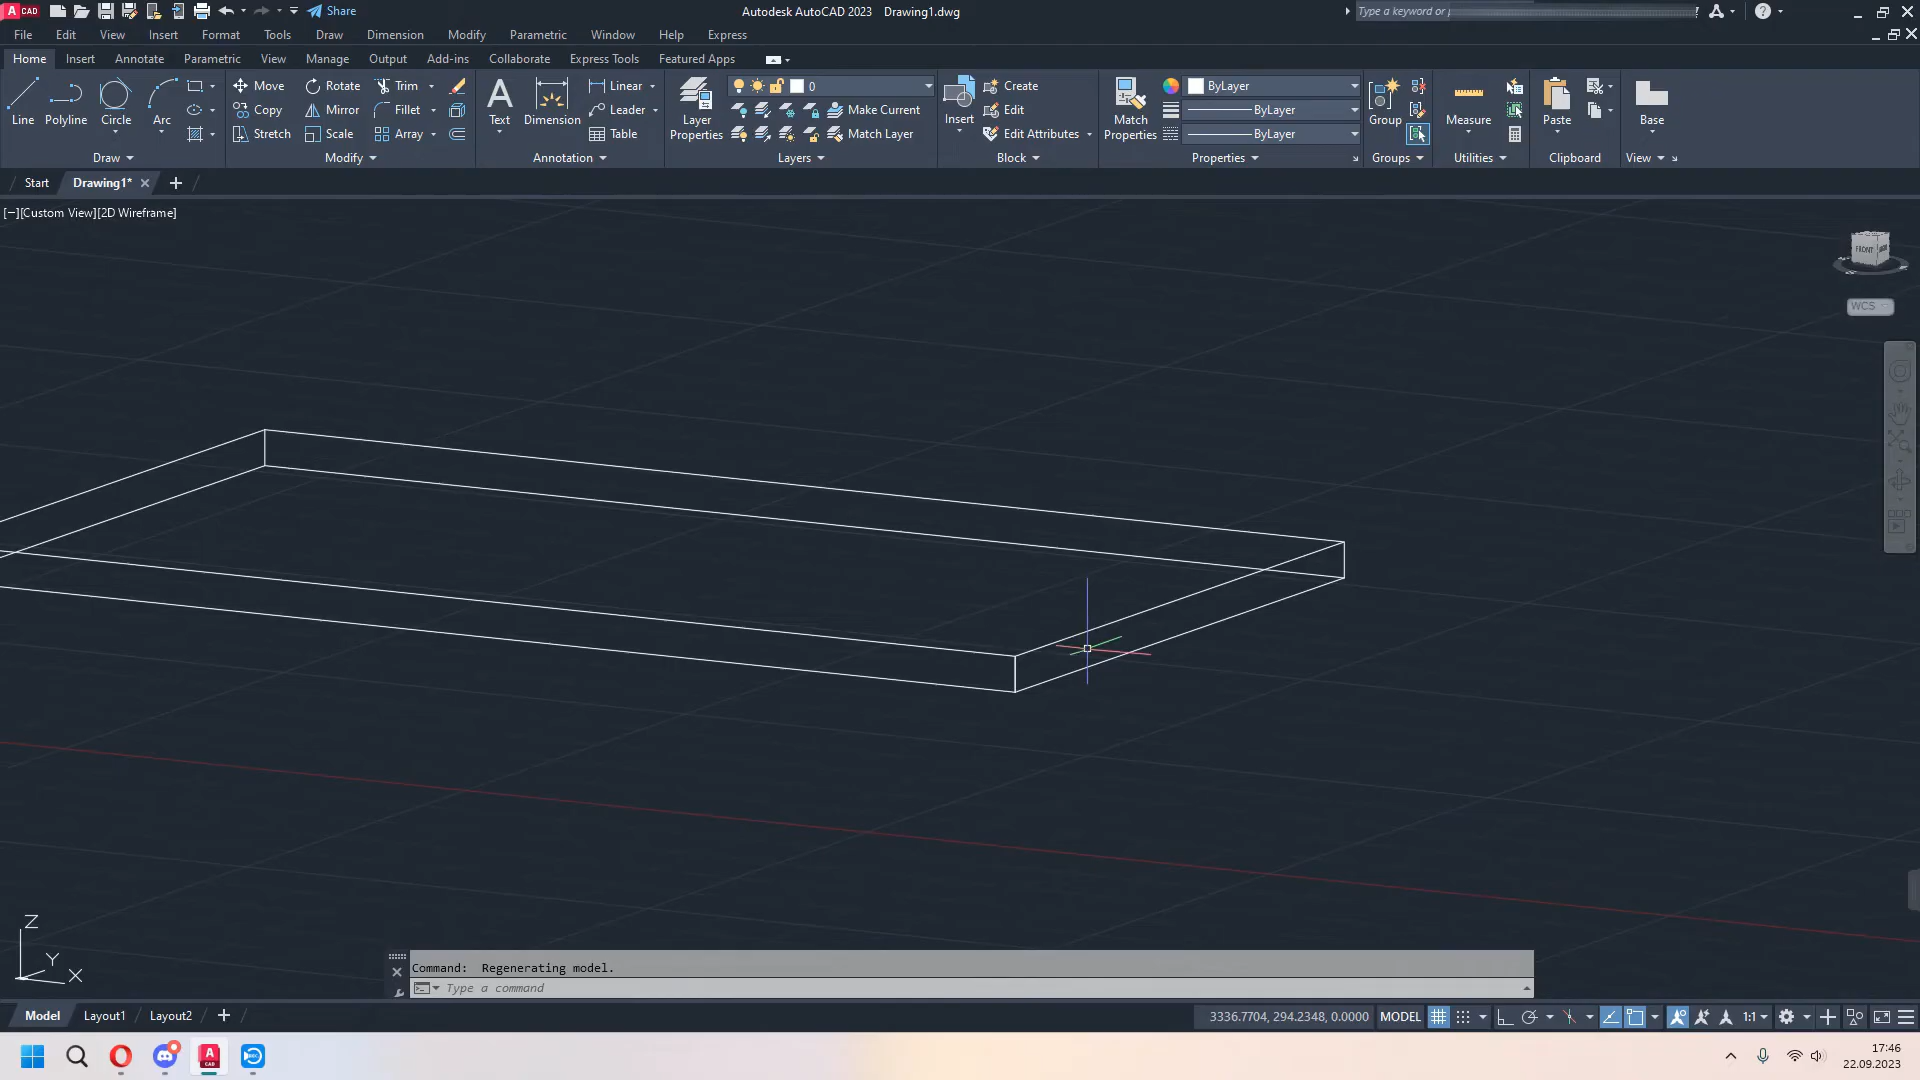 A CAD Share Autodesk AutoCAD 2023 Drawing1.dwg Type a keyword or
File Edit View Insert Format Tools Draw Dimension Modify Parametric Window Help Express
Home Insert Annotate Parametric View Manage Output Add-ins Collaborate Express Tools Featured Apps
Line Polyline Circle Arc
Move Rotate Trim
Copy Mirror Fillet
Stretch Scale Array
Text Dimension
Linear
Leader
Table
Layer Properties
0
Make Current
Match Layer
Insert
Create
Edit
Edit Attributes
Match Properties
ByLayer
ByLayer
ByLayer
Group
Measure
Paste
Base
Draw Modify Annotation Layers Block Properties Groups Utilities Clipboard View
Start Drawing1*
[−][Custom View][2D Wireframe]
FRONT
WCS
Z
Y
X
Command: Regenerating model.
Type a command
Model Layout1 Layout2 3336.7704, 294.2348, 0.0000 MODEL 1:1
A CAD
17:46
22.09.2023